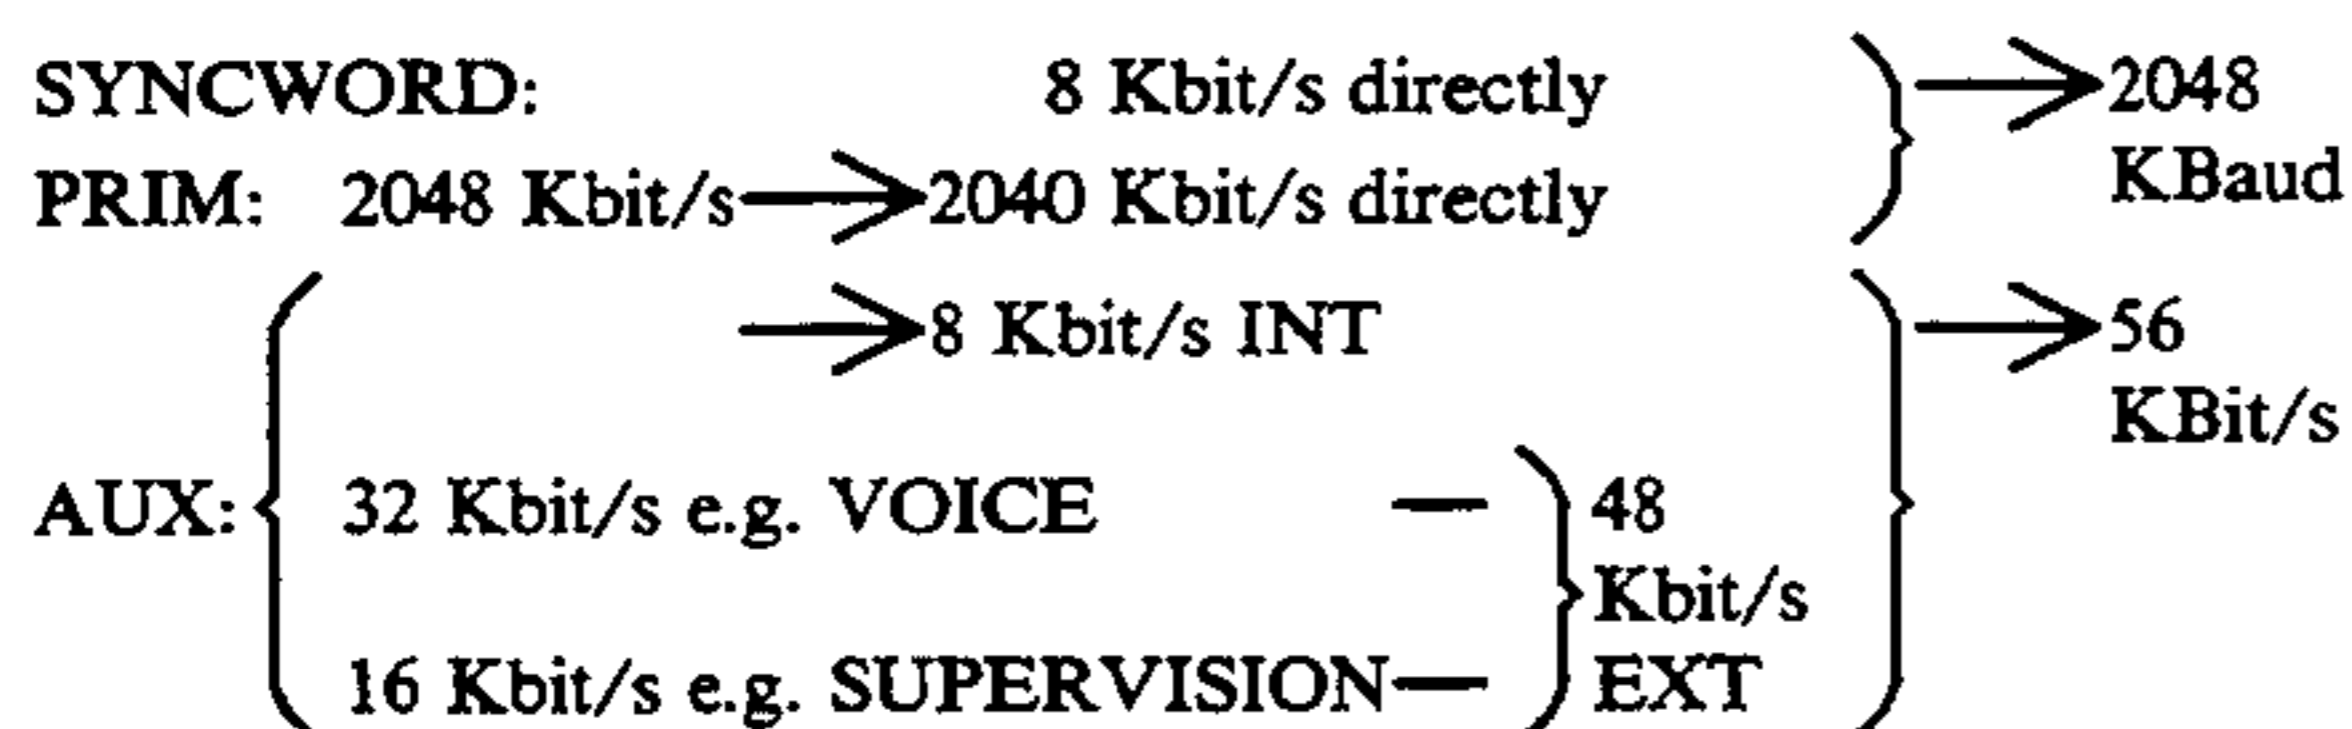 SYNCWORD: 8 Kbit/s directly 2048
PRIM: 2048 Kbit/s 2040 Kbit/s directly KBaud
8 Kbit/s INT 56
KBit/s
AUX: 32 Kbit/s e.g. VOICE — 48
Kbit/s
16 Kbit/s e.g. SUPERVISION— EXT